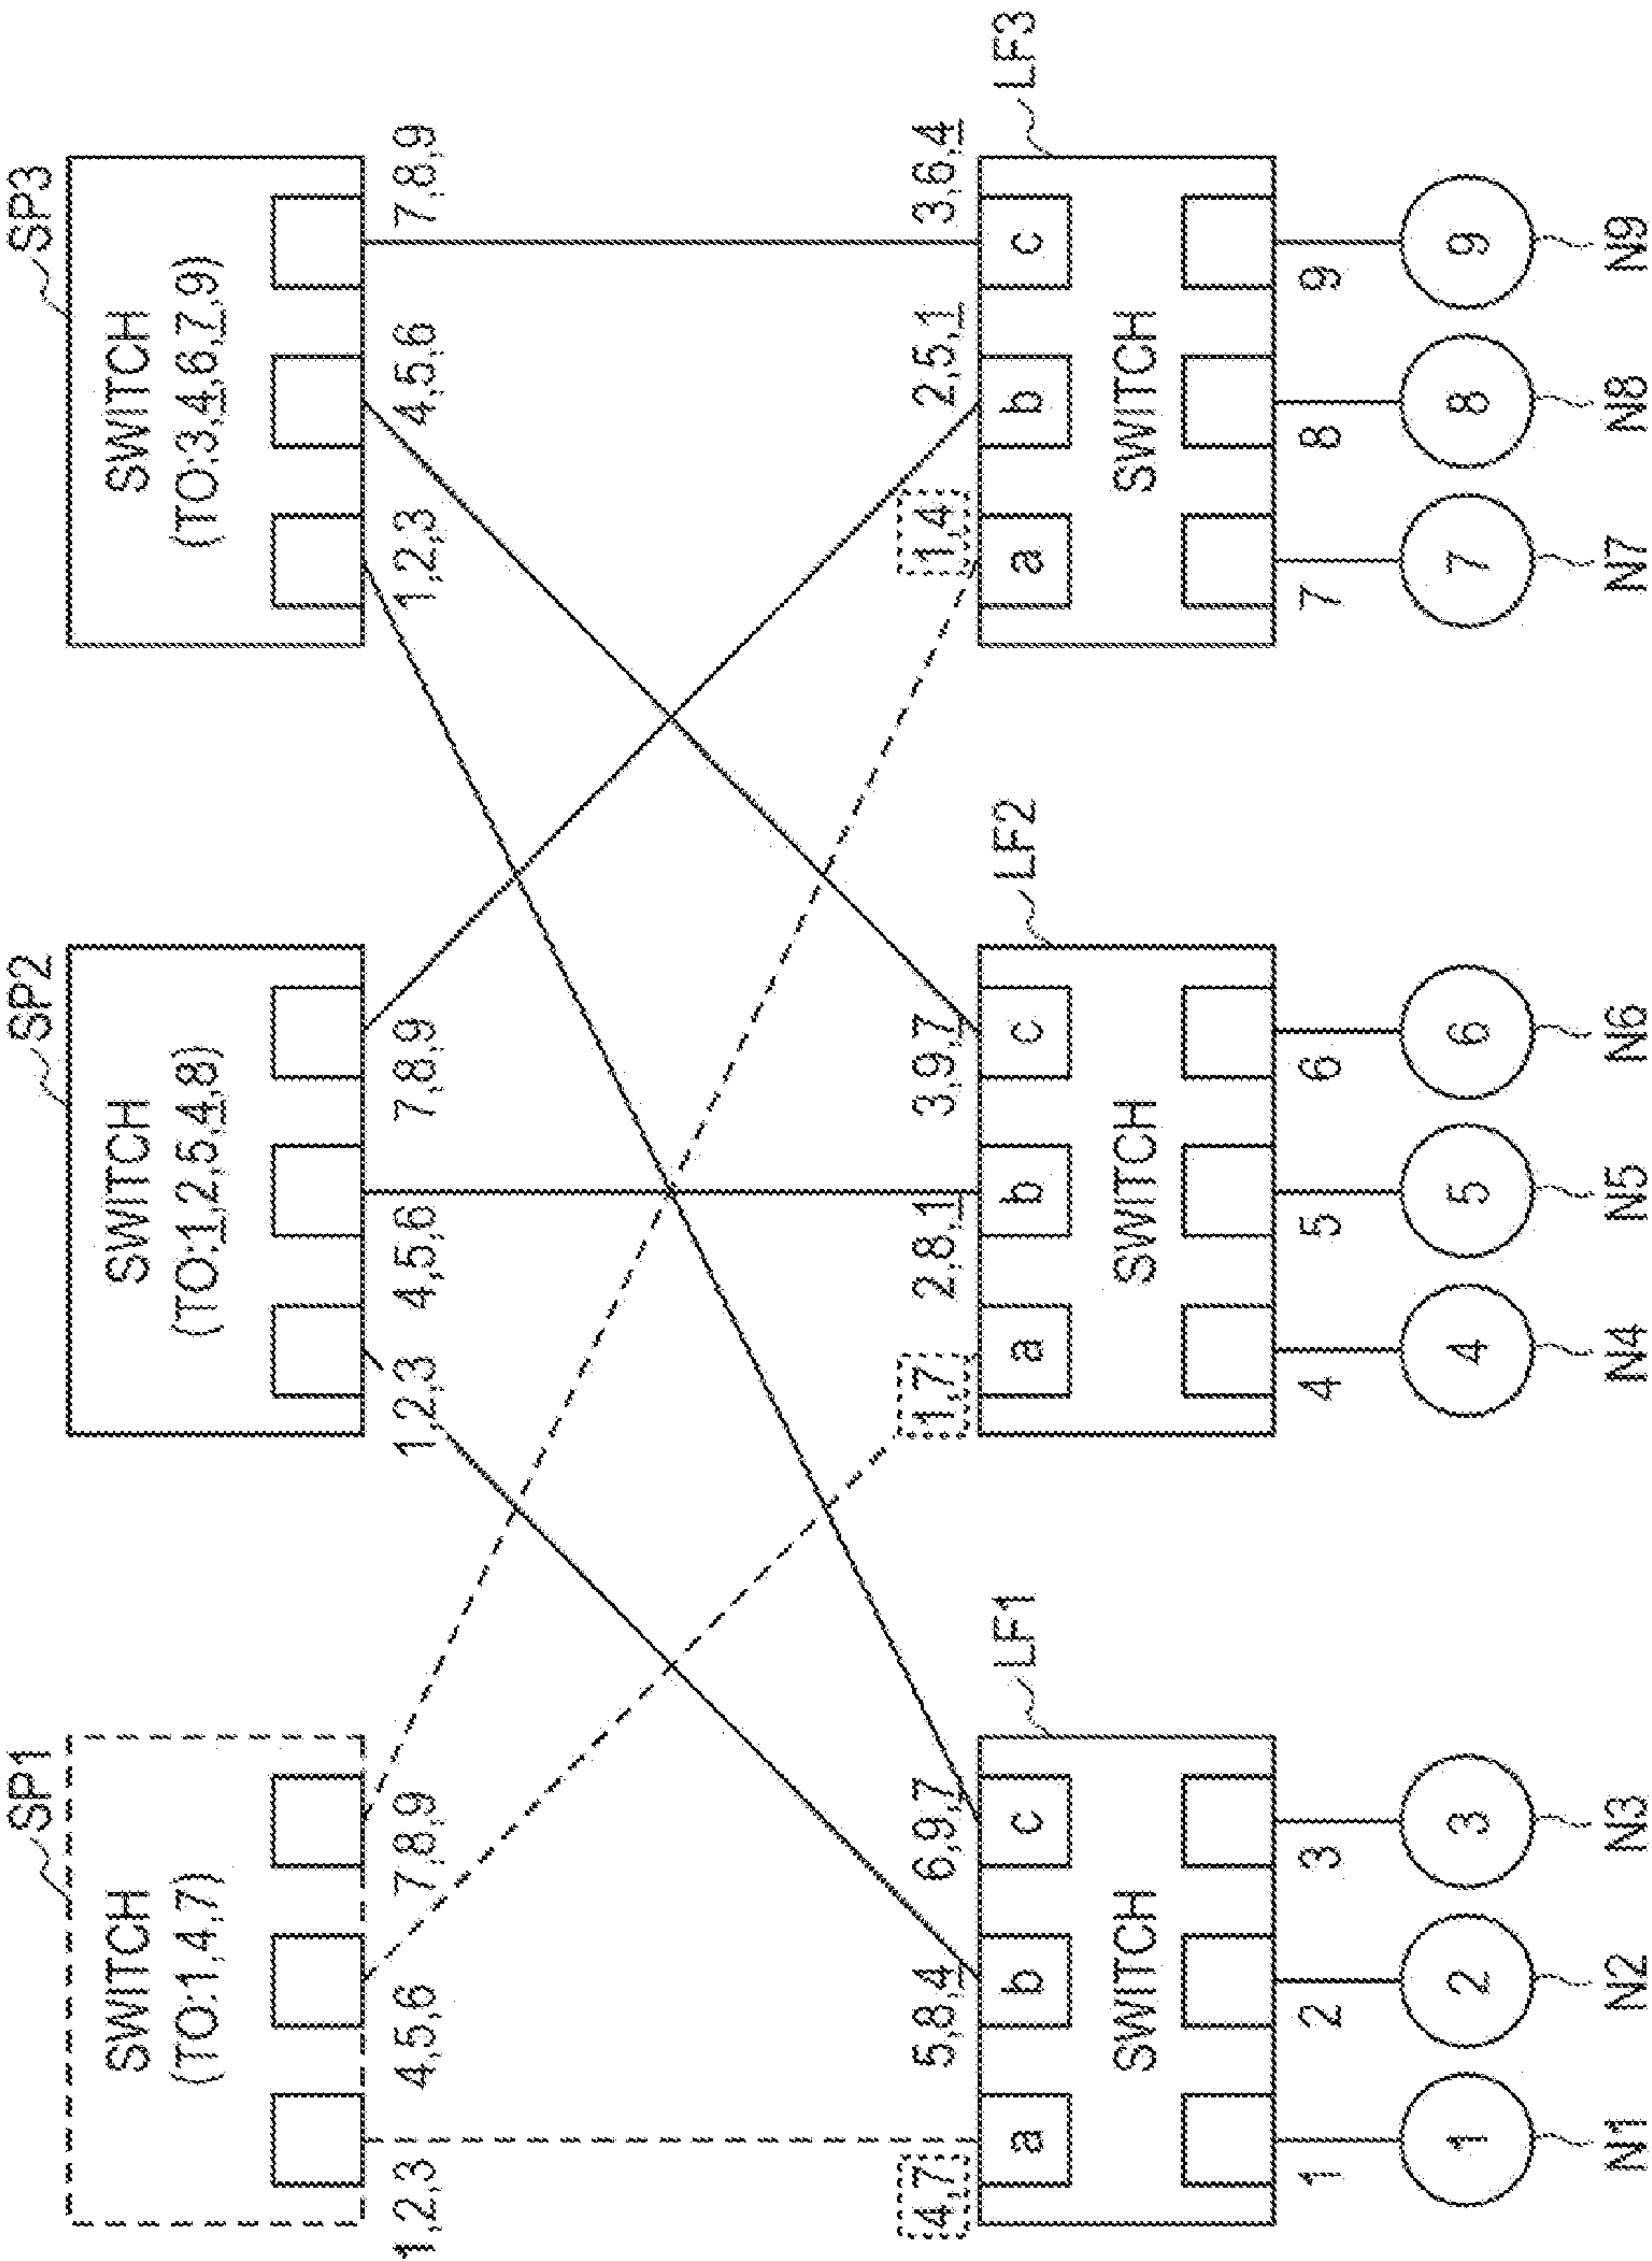 SP1
SP2
SP3
SWITCH
(TO:1,4,7)
SWITCH
(TO:1,2,5,4,8)
SWITCH
(TO:3,4,6,7,9)
1,2,3
4,5,6
7,8,9
1,2,3
4,5,6
7,8,9
1,2,3
4,5,6
7,8,9
4,7
5,8,4
6,9,7
1,7
2,8,1
3,9,7
1,4
2,5,1
3,6,4
LF1
LF2
LF3
a
b
c
a
b
c
a
b
c
SWITCH
SWITCH
SWITCH
1
2
3
4
5
6
7
8
9
1
2
3
4
5
6
7
8
9
N1
N2
N3
N4
N5
N6
N7
N8
N9